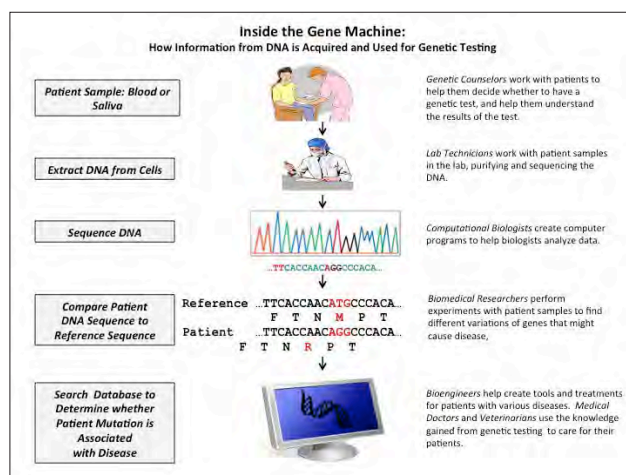 Inside the Gene Machine:
How Information from DNA is Acquired and Used for Genetic Testing
Patient Sample: Blood or
Saliva
Genetic Counselors work with patients to
help them decide whether to have a
genetic test, and help them understand
the results of the test.
Extract DNA from Cells
Lab Technicians work with patient samples
in the lab, purifying and sequencing the
DNA.
Sequence DNA
…TTCACCAACAGGCCCACA…
Computational Biologists create computer
programs to help biologists analyze data.
Compare Patient
DNA Sequence to
Reference Sequence
Reference …TTCACCAACATGCCCACA…
F T N M P T
Patient …TTCACCAACAGGCCCACA…
F T N R P T
Biomedical Researchers perform
experiments with patient samples to find
different variations of genes that might
cause disease,
Search Database to
Determine whether
Patient Mutation is
Associated
with Disease
Bioengineers help create tools and treatments
for patients with various diseases. Medical
Doctors and Veterinarians use the knowledge
gained from genetic testing to care for
their patients.